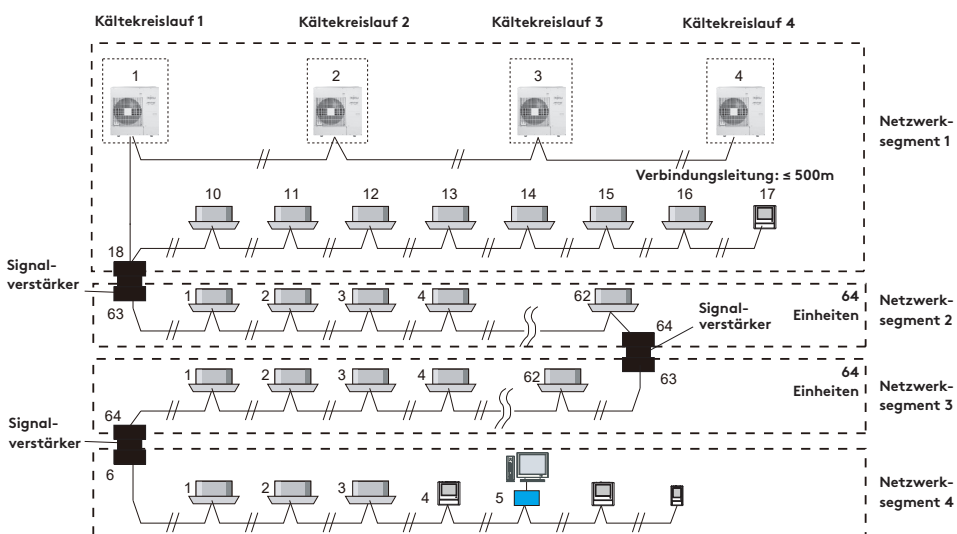 Kältekreislauf 1
Kältekreislauf 2
Kältekreislauf 3
Kältekreislauf 4
1
2
3
4
Netzwerk-
segment 1
Verbindungsleitung: ≤ 500m
10
11
12
13
14
15
16
17
18
Signal-
verstärker
63
1
2
3
4
62
64
Signal-
verstärker
64
Einheiten
Netzwerk-
segment 2
63
1
2
3
4
62
64
Einheiten
Netzwerk-
segment 3
64
Signal-
verstärker
6
1
2
3
4
5
Netzwerk-
segment 4